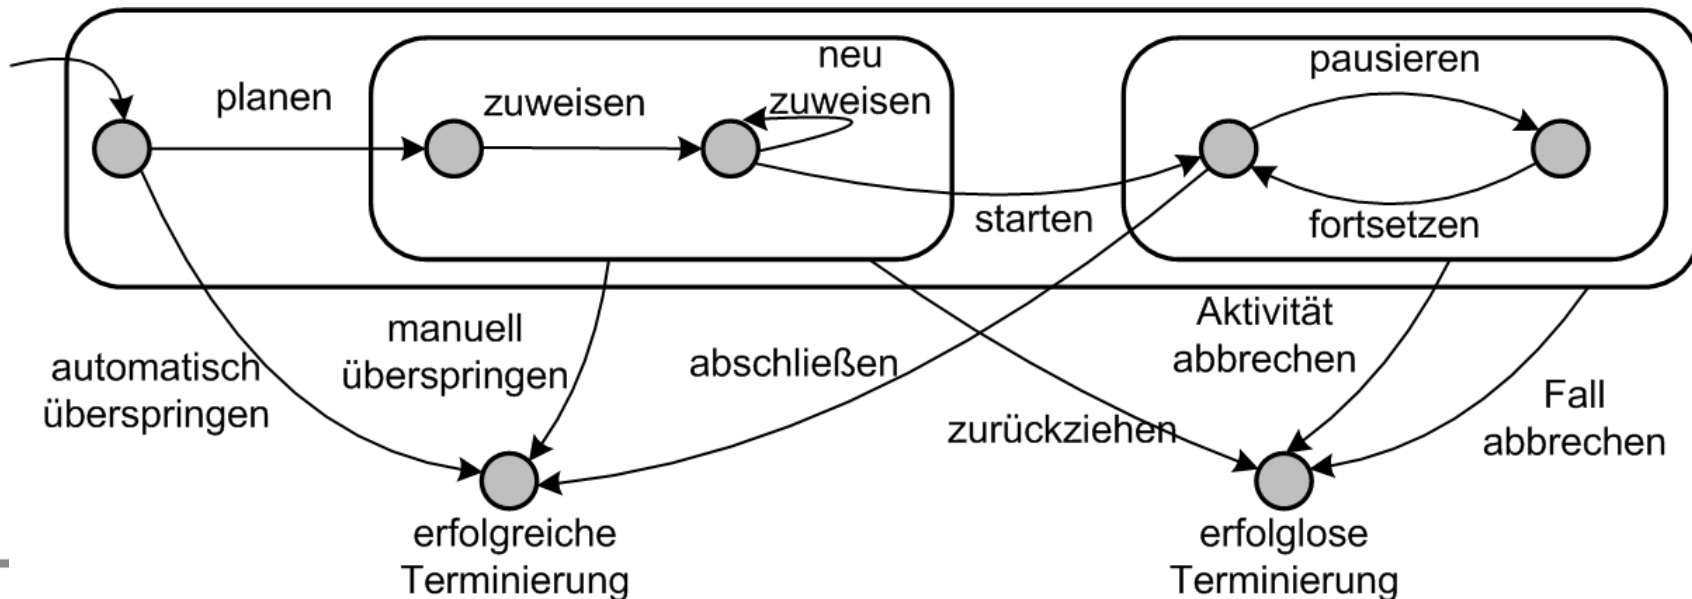 neu
zuweisen
pausieren
planen
zuweisen
starten
fortsetzen
manuell
überspringen
automatisch
überspringen
abschließen
Aktivität
abbrechen
zurückziehen
Fall
abbrechen
erfolgreiche
Terminierung
erfolglose
Terminierung